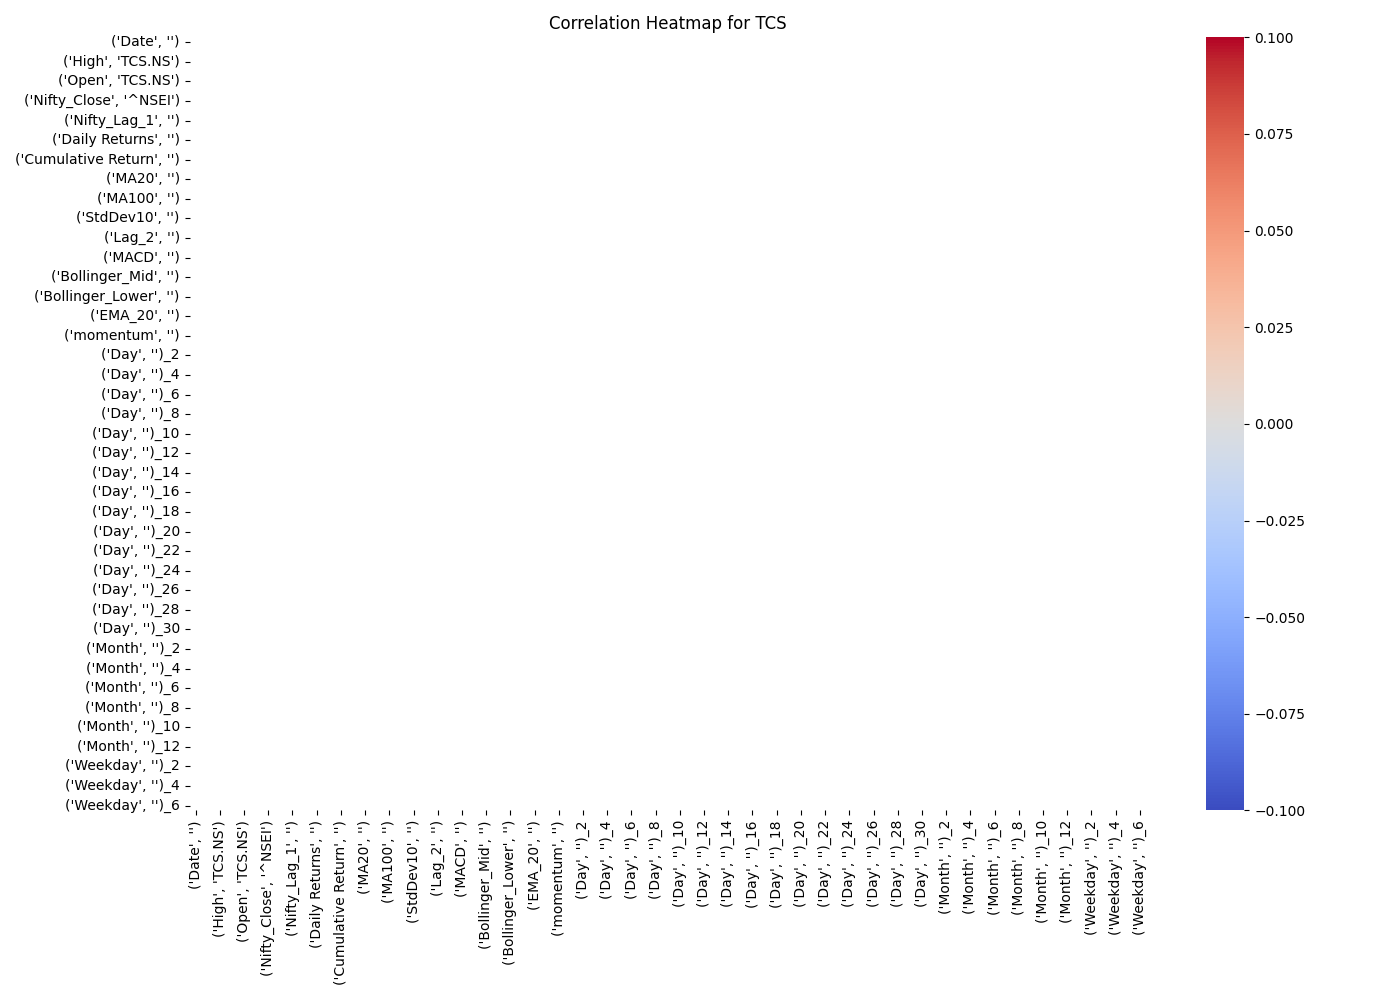 Correlation Heatmap for TCS
('Date', '')
('High', 'TCS.NS')
('Open', 'TCS.NS')
('Nifty_Close', '^NSEI')
('Nifty_Lag_1', '')
('Daily Returns', '')
('Cumulative Return', '')
('MA20', '')
('MA100', '')
('StdDev10', '')
('Lag_2', '')
('MACD', '')
('Bollinger_Mid', '')
('Bollinger_Lower', '')
('EMA_20', '')
('momentum', '')
('Day', '')_2
('Day', '')_4
('Day', '')_6
('Day', '')_8
('Day', '')_10
('Day', '')_12
('Day', '')_14
('Day', '')_16
('Day', '')_18
('Day', '')_20
('Day', '')_22
('Day', '')_24
('Day', '')_26
('Day', '')_28
('Day', '')_30
('Month', '')_2
('Month', '')_4
('Month', '')_6
('Month', '')_8
('Month', '')_10
('Month', '')_12
('Weekday', '')_2
('Weekday', '')_4
('Weekday', '')_6
('Date', '')
('High', 'TCS.NS')
('Open', 'TCS.NS')
('Nifty_Close', '^NSEI')
('Nifty_Lag_1', '')
('Daily Returns', '')
('Cumulative Return', '')
('MA20', '')
('MA100', '')
('StdDev10', '')
('Lag_2', '')
('MACD', '')
('Bollinger_Mid', '')
('Bollinger_Lower', '')
('EMA_20', '')
('momentum', '')
('Day', '')_2
('Day', '')_4
('Day', '')_6
('Day', '')_8
('Day', '')_10
('Day', '')_12
('Day', '')_14
('Day', '')_16
('Day', '')_18
('Day', '')_20
('Day', '')_22
('Day', '')_24
('Day', '')_26
('Day', '')_28
('Day', '')_30
('Month', '')_2
('Month', '')_4
('Month', '')_6
('Month', '')_8
('Month', '')_10
('Month', '')_12
('Weekday', '')_2
('Weekday', '')_4
('Weekday', '')_6
0.100
0.075
0.050
0.025
0.000
−0.025
−0.050
−0.075
−0.100